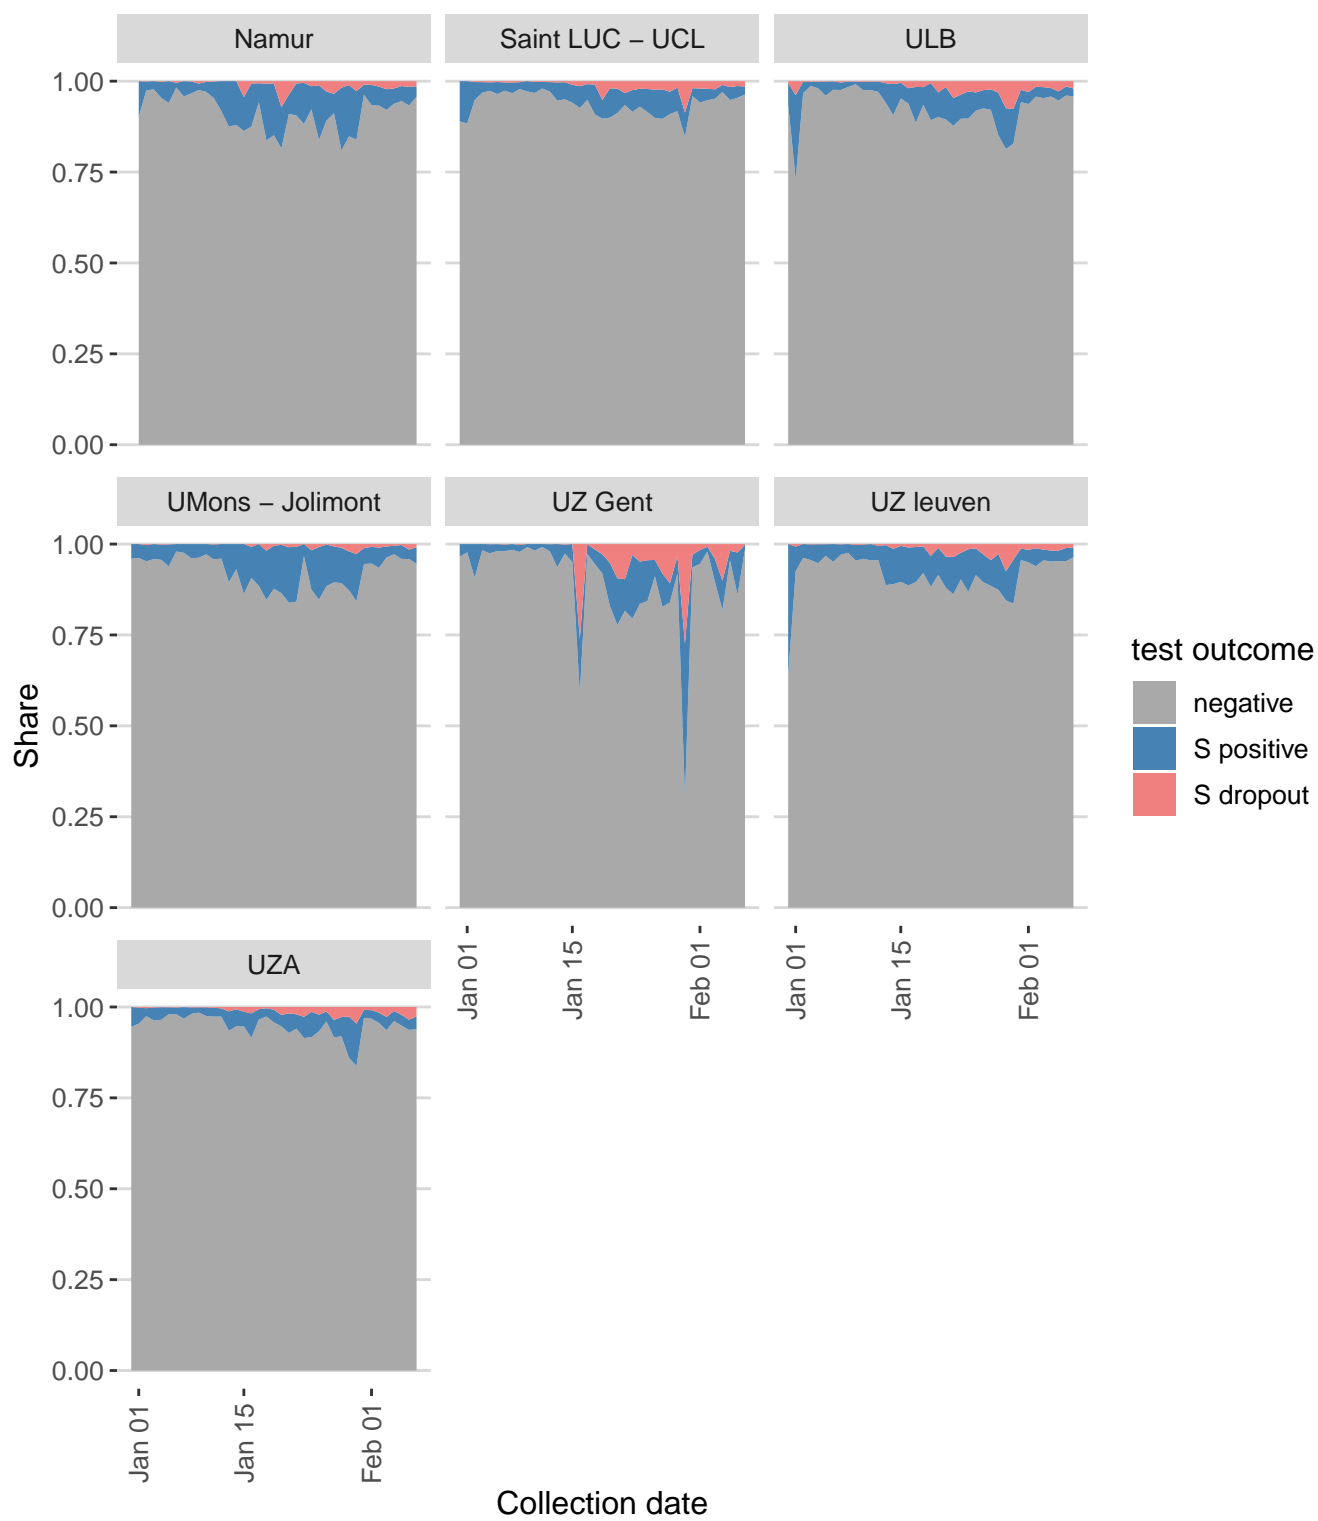 Namur
Saint LUC – UCL
ULB
1.00
0.75
0.50
0.25
0.00
UMons – Jolimont
UZ Gent
UZ leuven
1.00
0.75
0.50
0.25
0.00
Jan 01
Jan 15
Feb 01
Jan 01
Jan 15
Feb 01
UZA
1.00
0.75
0.50
0.25
0.00
Jan 01
Jan 15
Feb 01
Share
Collection date
test outcome
negative
S positive
S dropout